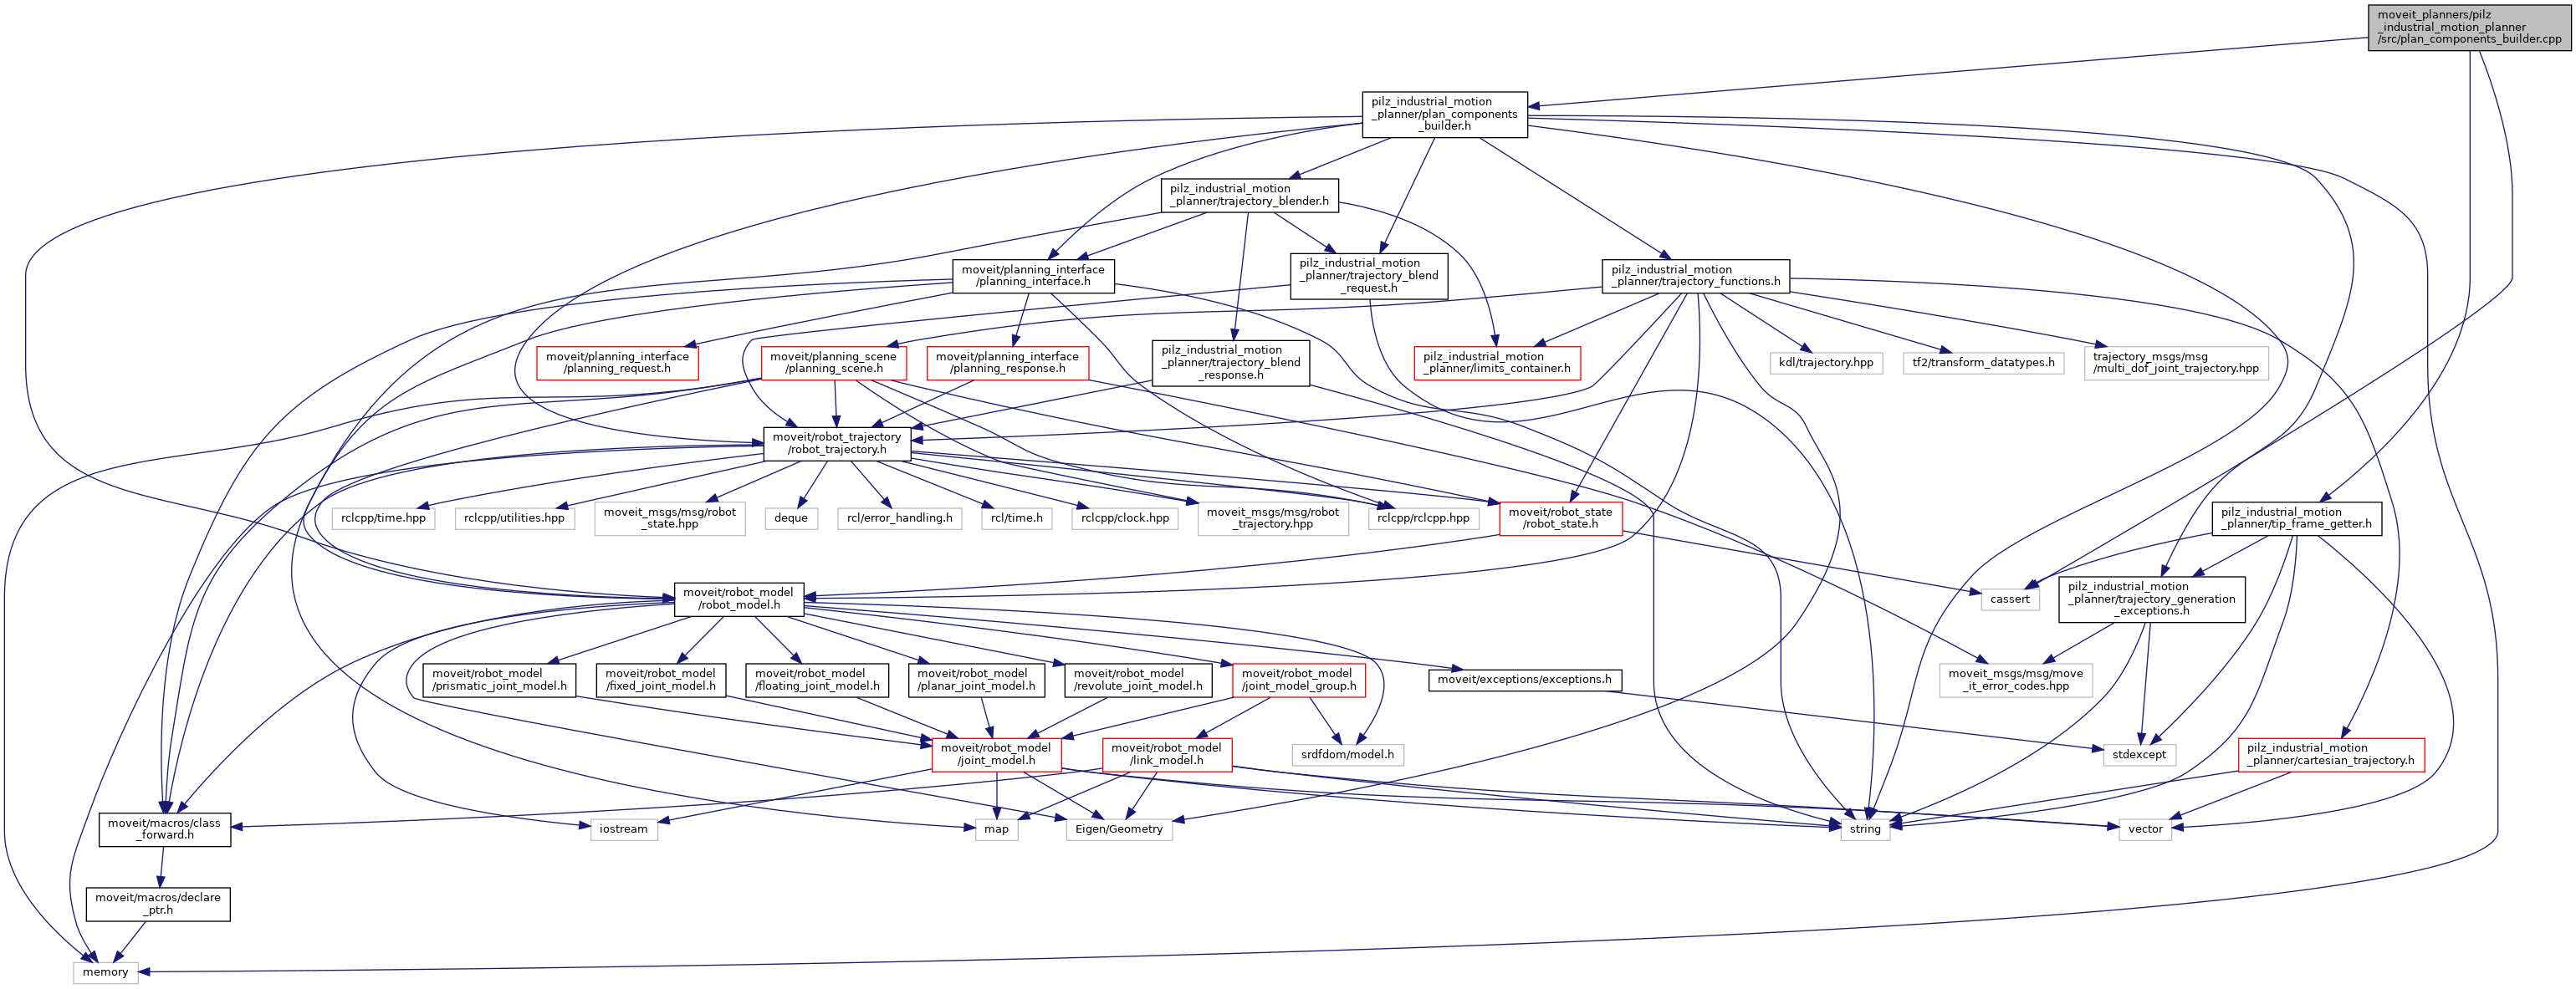 moveit_planners/pilz
_industrial_motion_planner
/src/plan_components_builder.cpp
pilz_industrial_motion
_planner/plan_components
_builder.h
pilz_industrial_motion
_planner/trajectory_blender.h
moveit/planning_interface
/planning_interface.h
pilz_industrial_motion
_planner/trajectory_blend
_request.h
pilz_industrial_motion
_planner/trajectory_functions.h
moveit/planning_interface
/planning_request.h
moveit/planning_scene
/planning_scene.h
moveit/planning_interface
/planning_response.h
pilz_industrial_motion
_planner/trajectory_blend
_response.h
pilz_industrial_motion
_planner/limits_container.h
kdl/trajectory.hpp
tf2/transform_datatypes.h
trajectory_msgs/msg
/multi_dof_joint_trajectory.hpp
moveit/robot_trajectory
/robot_trajectory.h
rclcpp/time.hpp
rclcpp/utilities.hpp
moveit_msgs/msg/robot
_state.hpp
deque
rcl/error_handling.h
rcl/time.h
rclcpp/clock.hpp
moveit_msgs/msg/robot
_trajectory.hpp
rclcpp/rclcpp.hpp
moveit/robot_state
/robot_state.h
pilz_industrial_motion
_planner/tip_frame_getter.h
moveit/robot_model
/robot_model.h
cassert
pilz_industrial_motion
_planner/trajectory_generation
_exceptions.h
moveit/robot_model
/prismatic_joint_model.h
moveit/robot_model
/fixed_joint_model.h
moveit/robot_model
/floating_joint_model.h
moveit/robot_model
/planar_joint_model.h
moveit/robot_model
/revolute_joint_model.h
moveit/robot_model
/joint_model_group.h
moveit/exceptions/exceptions.h
moveit_msgs/msg/move
_it_error_codes.hpp
moveit/robot_model
/joint_model.h
moveit/robot_model
/link_model.h
srdfdom/model.h
stdexcept
pilz_industrial_motion
_planner/cartesian_trajectory.h
moveit/macros/class
_forward.h
iostream
map
Eigen/Geometry
string
vector
moveit/macros/declare
_ptr.h
memory